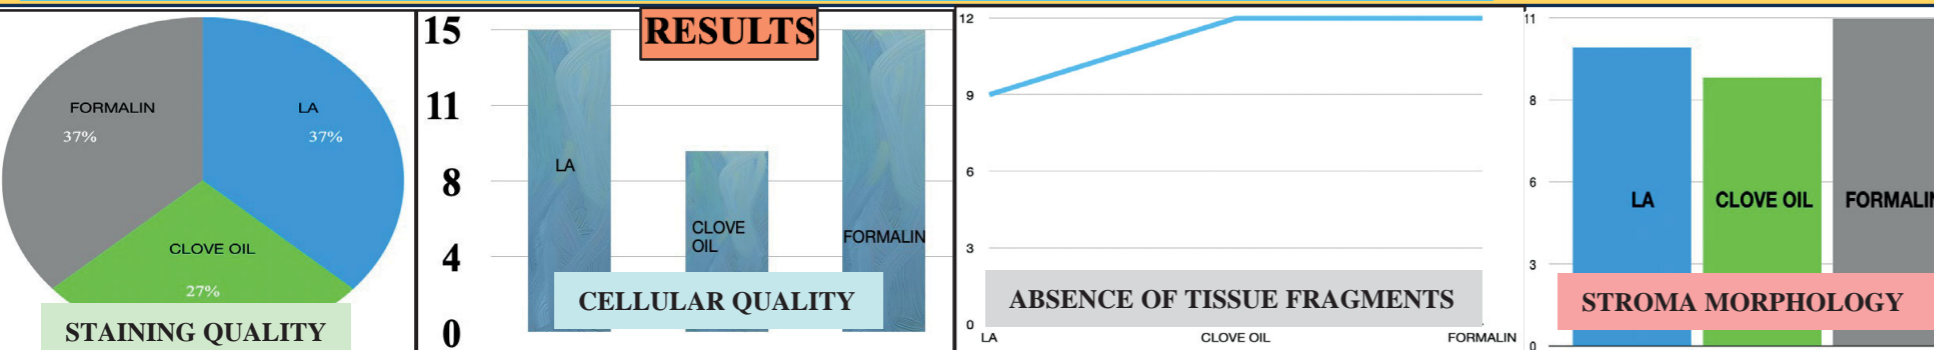 RESULTS
FORMALIN
37%
LA
37%
CLOVE OIL
27%
STAINING QUALITY
15
11
8
4
0
LA
CLOVE
OIL
FORMALIN
CELLULAR QUALITY
12
9
6
3
0
LA
CLOVE OIL
FORMALIN
ABSENCE OF TISSUE FRAGMENTS
11
8
6
3
0
LA
CLOVE OIL
FORMALIN
STROMA MORPHOLOGY